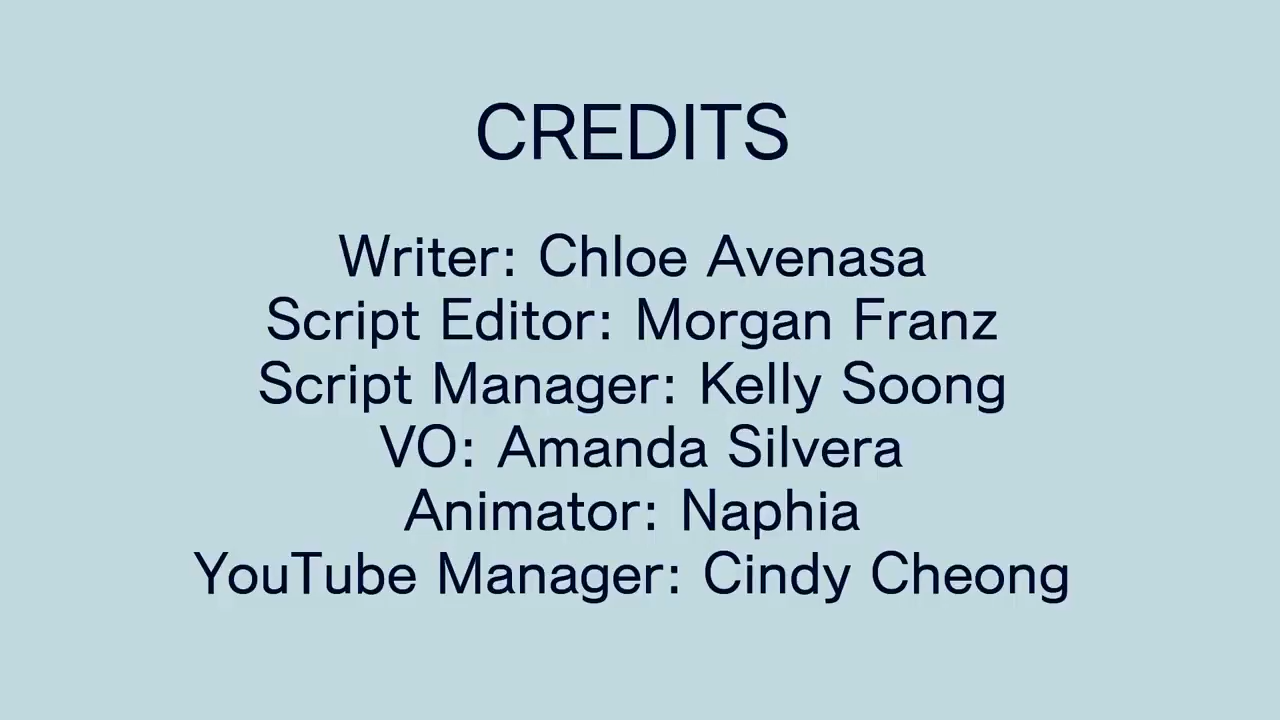 CREDITS
Writer: Chloe Avenasa
Script Editor: Morgan Franz
Script Manager: Kelly Soong
VO: Amanda Silvera
Animator: Naphia
YouTube Manager: Cindy Cheong